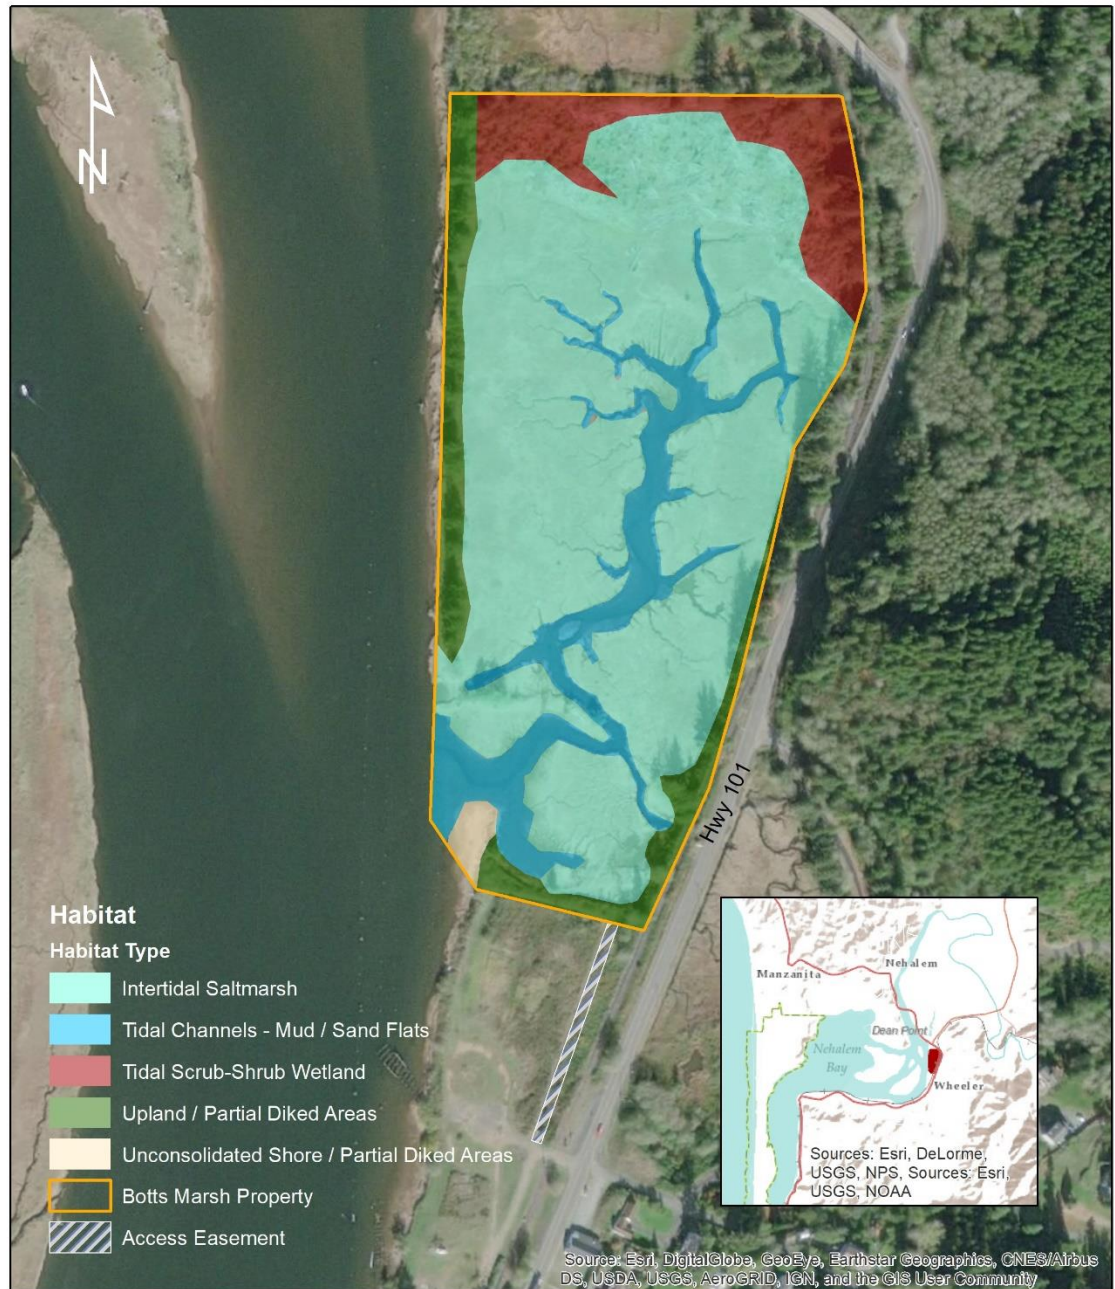 N
Hwy 101
Habitat
Habitat Type
Intertidal Saltmarsh
Tidal Channels - Mud / Sand Flats
Tidal Scrub-Shrub Wetland
Upland / Partial Diked Areas
Unconsolidated Shore / Partial Diked Areas
Botts Marsh Property
Access Easement
Nehalem
Manzanita
Dean Point
Nehalem
Bay
Wheeler
Sources: Esri, DeLorme,
USGS, NPS, Sources: Esri,
USGS, NOAA
Source: Esri, DigitalGlobe, GeoEye, Earthstar Geographics, CNES/Airbus
DS, USDA, USGS, AeroGRID, IGN, and the GIS User Community